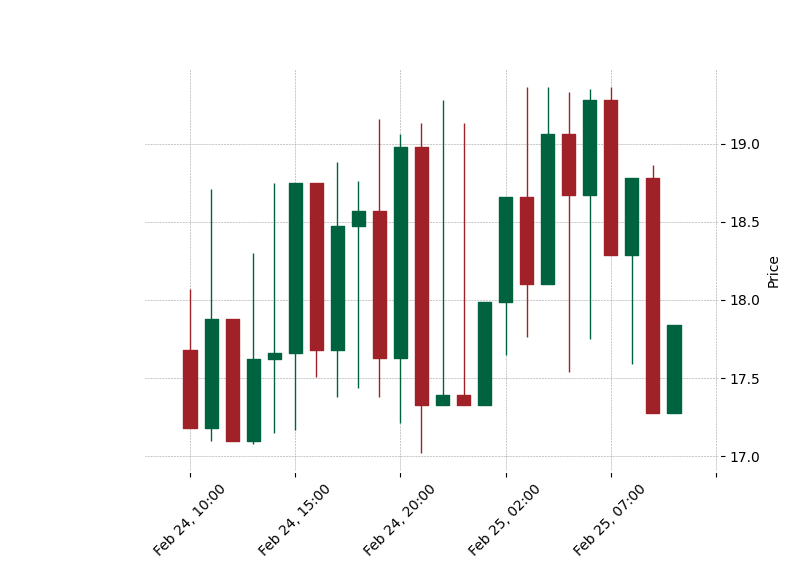 19.0
18.5
18.0
17.5
17.0
Price
Feb 24, 10:00
Feb 24, 15:00
Feb 24, 20:00
Feb 25, 02:00
Feb 25, 07:00